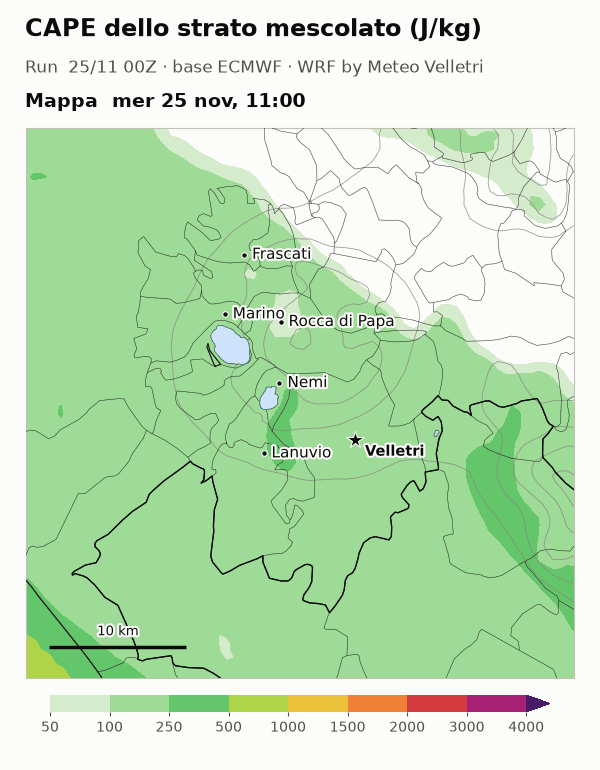 CAPE dello strato mescolato (J/kg)
Run  25/11 00Z · base ECMWF · WRF by Meteo Velletri
Mappa  mer 25 nov, 11:00
Frascati
Marino
Rocca di Papa
Nemi
Velletri
Lanuvio
10 km
50 100 250 500 1000 1500 2000 3000 4000